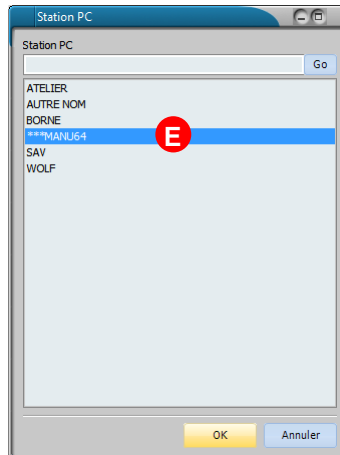 Station PC
Station PC
Go
ATELIER
AUTRE NOM
BORNE
***MANU64
E
SAV
WOLF
OK
Annuler